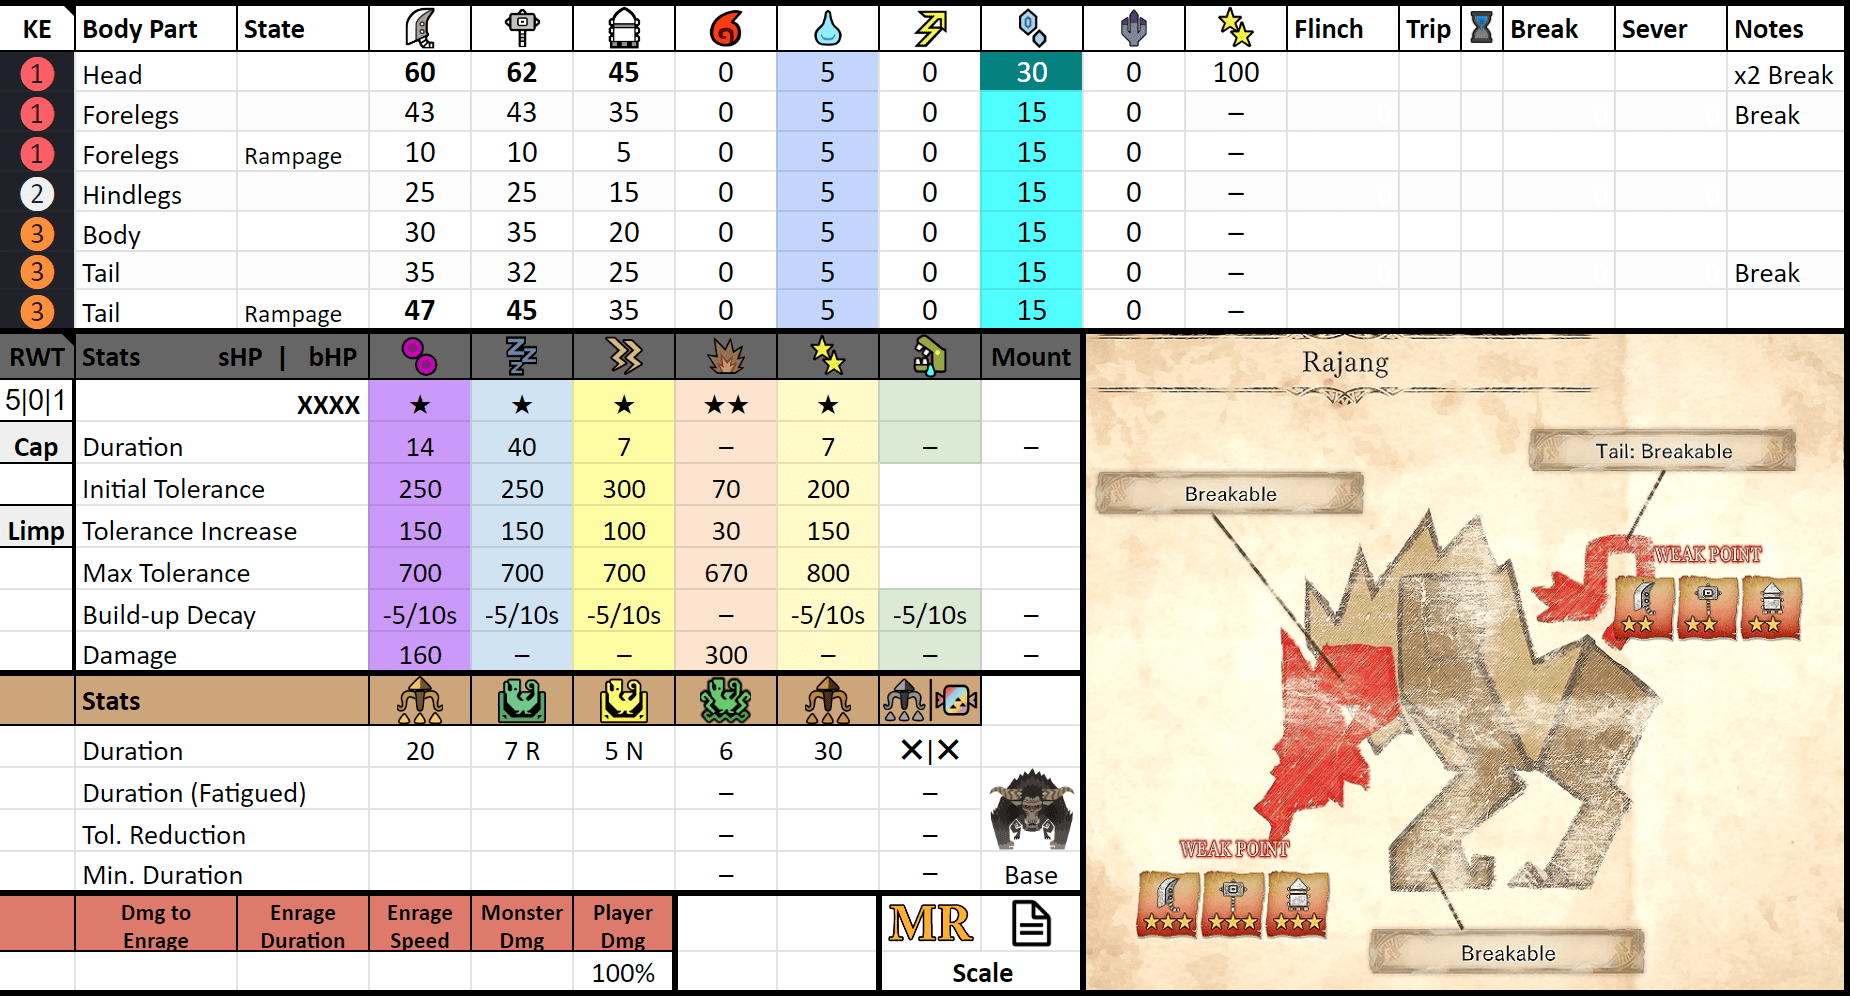 KE Body Part State Flinch Trip Break Sever Notes
1 Head 60 62 45 0 5 0 30 0 100 x2 Break
1 Forelegs 43 43 35 0 5 0 15 0 – Break
1 Forelegs Rampage 10 10 5 0 5 0 15 0 –
2 Hindlegs 25 25 15 0 5 0 15 0 –
3 Body 30 35 20 0 5 0 15 0 –
3 Tail 35 32 25 0 5 0 15 0 – Break
3 Tail Rampage 47 45 35 0 5 0 15 0 –
RWT Stats sHP | bHP Mount
5|0|1 XXXX ★ ★ ★ ★★ ★
Cap Duration 14 40 7 – 7 – –
Initial Tolerance 250 250 300 70 200
Limp Tolerance Increase 150 150 100 30 150
Max Tolerance 700 700 700 670 800
Build-up Decay -5/10s -5/10s -5/10s – -5/10s -5/10s –
Damage 160 – – 300 – – –
Stats
Duration 20 7 R 5 N 6 30 ✕|✕
Duration (Fatigued) – –
Tol. Reduction – –
Min. Duration – – Base
Dmg to Enrage Enrage Duration Enrage Speed Monster Dmg Player Dmg
100%
MR
Scale
Rajang
Tail: Breakable
Breakable
WEAK POINT
★★ ★★ ★★
WEAK POINT
★★★ ★★★ ★★★
Breakable